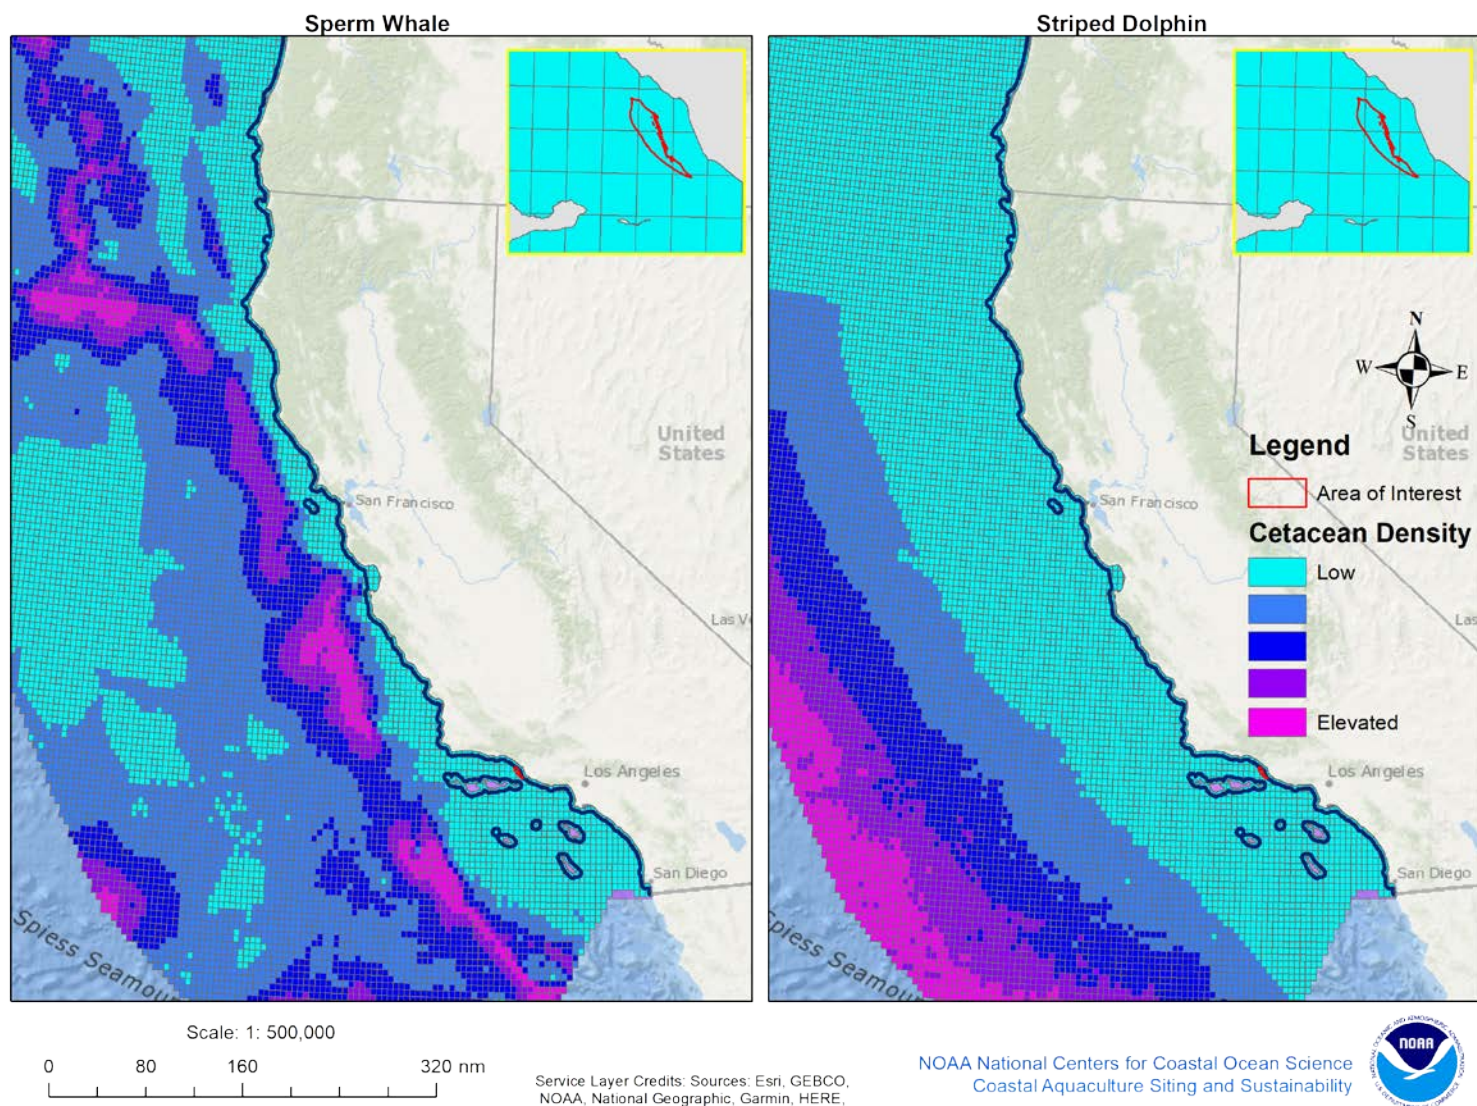 Sperm Whale
Striped Dolphin
United
States
San Francisco
Las V
Los Angeles
San Diego
Spiess Seamou
N
W
E
S
United
States
Legend
Area of Interest
Cetacean Density
Low
Elevated
San Francisco
Las
Los Angeles
San Diego
Spiess Seamou
Scale: 1: 500,000
0 80 160 320 nm
Service Layer Credits: Sources: Esri, GEBCO,
NOAA, National Geographic, Garmin, HERE,
NOAA National Centers for Coastal Ocean Science
Coastal Aquaculture Siting and Sustainability
NOAA